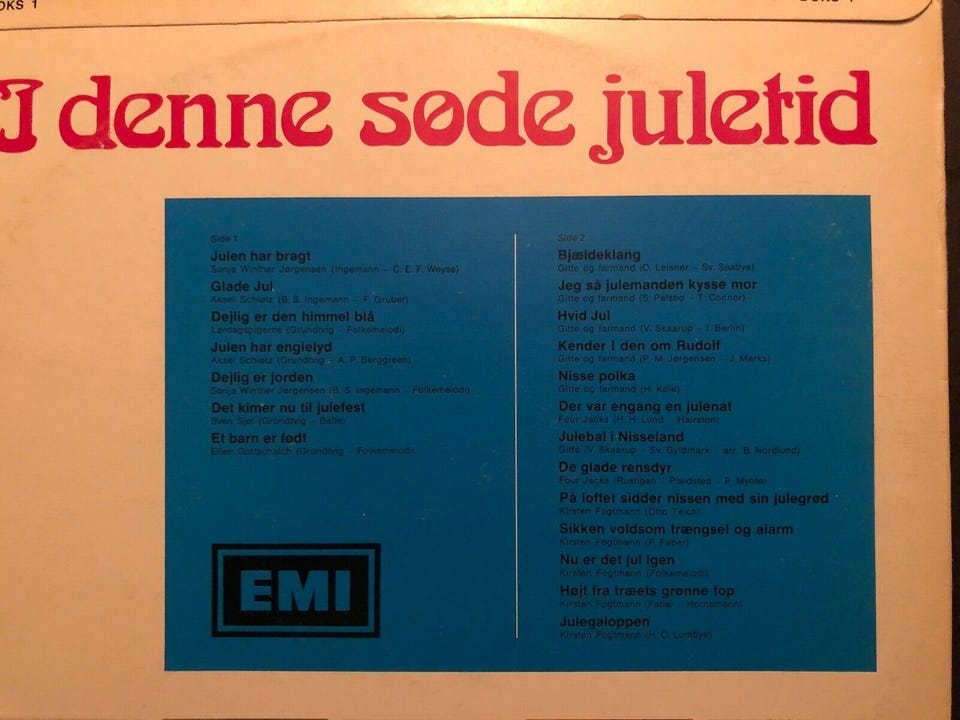 OKS 1
I denne søde juletid
Side 1
Julen har bragt
Sonja Winther Jørgensen (Ingemann – C. E. F. Weyse)
Glade Jul
Aksel Schiøtz (B. S. Ingemann – F. Gruber)
Dejlig er den himmel blå
Lørdagspigerne (Grundtvig – Folkemelodi)
Julen har englelyd
Aksel Schiøtz (Grundtvig – A. P. Berggreen)
Dejlig er jorden
Sonja Winther Jørgensen (B. S. Ingemann – Folkemelodi)
Det kimer nu til julefest
Sven Sjøl (Grundtvig – Balle)
Et barn er født
Ellen Gottschalch (Grundtvig – Folkemelodi)
EMI
Side 2
Bjældeklang
Gitte og farmand (O. Leisner – Sv. Saabye)
Jeg så julemanden kysse mor
Gitte og farmand (S. Palsbo – T. Connor)
Hvid Jul
Gitte og farmand (V. Skaarup – I. Berlin)
Kender I den om Rudolf
Gitte og farmand (P. M. Jørgensen – J. Marks)
Nisse polka
Gitte og farmand (H. Køie)
Der var engang en julenat
Four Jacks (H. H. Lund – Hairston)
Julebal i Nisseland
Gitte (V. Skaarup – Sv. Gyldmark – arr. B. Nordlund)
De glade rensdyr
Four Jacks (Rustigan – Plaidsted – P. Mynte)
På loftet sidder nissen med sin julegrød
Kirsten Fogtmann (Otto Teich)
Sikken voldsom trængsel og alarm
Kirsten Fogtmann (P. Faber)
Nu er det jul igen
Kirsten Fogtmann (Folkemelodi)
Højt fra træets grønne top
Kirsten Fogtmann (Faber – Hornemann)
Julegaloppen
Kirsten Fogtmann (H. C. Lumbye)